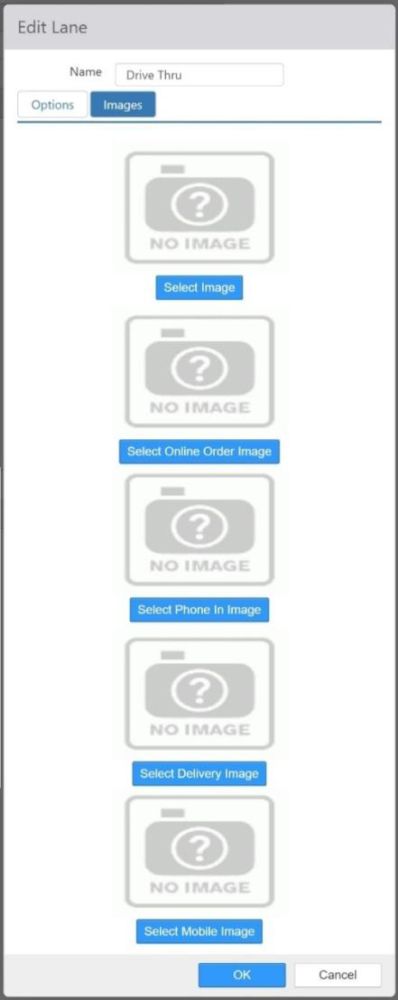 Edit Lane
Name Drive Thru
Options Images
?
NO IMAGE
Select Image
?
NO IMAGE
Select Online Order Image
?
NO IMAGE
Select Phone In Image
?
NO IMAGE
Select Delivery Image
?
NO IMAGE
Select Mobile Image
OK Cancel